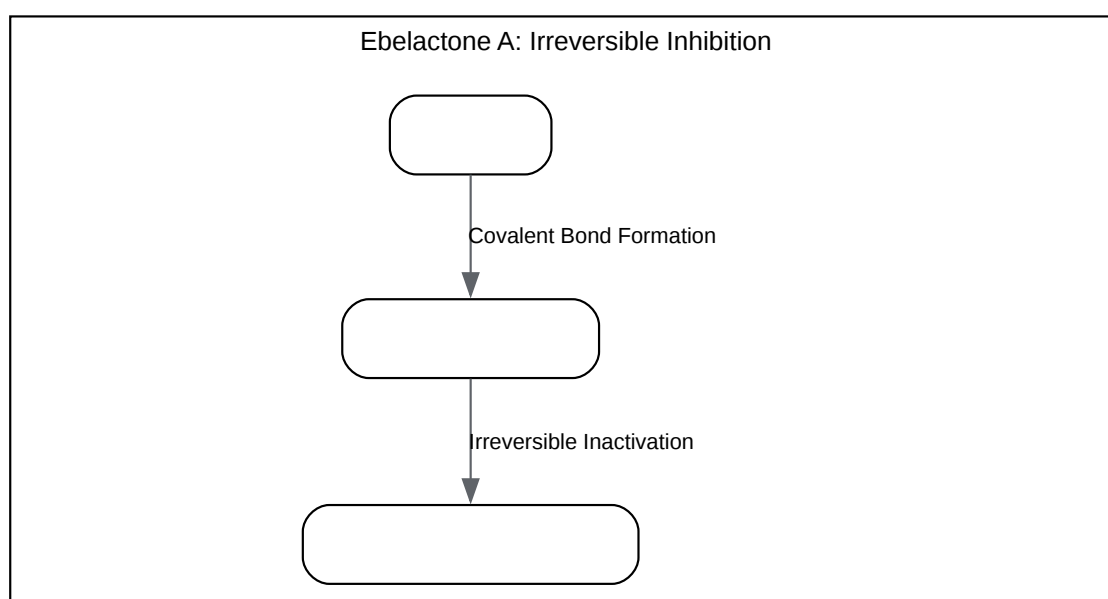 Ebelactone A: Irreversible Inhibition
Covalent Bond Formation
Irreversible Inactivation